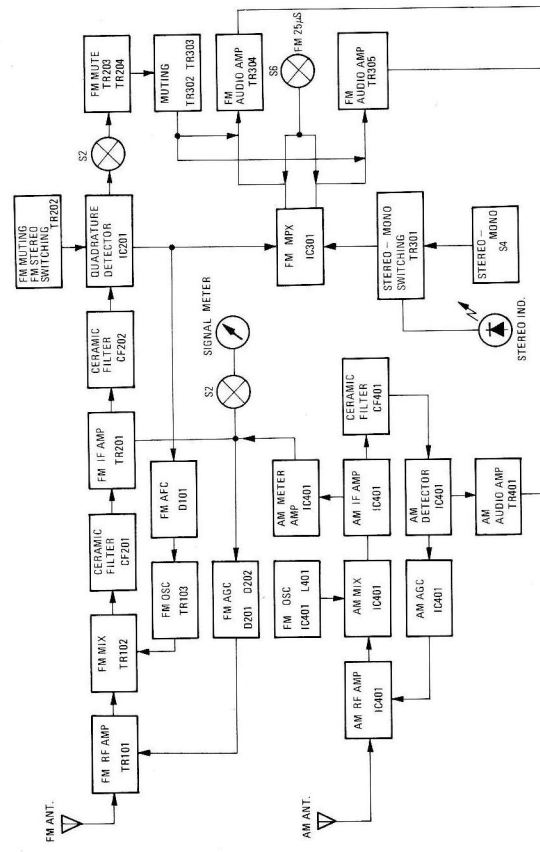 FM ANT.
FM RF AMP
TR101
FM MIX
TR102
CERAMIC
FILTER
CF201
FM IF AMP
TR201
CERAMIC
FILTER
CF202
QUADRATURE
DETECTOR
IC201
FM MUTING
FM STEREO
SWITCHING
TR202
S2
FM MUTE
TR203
TR204
MUTING
TR302 TR303
FM OSC
TR103
FM AFC
D101
FM AGC
D201 D202
S2
SIGNAL METER
FM
AUDIO AMP
TR304
S6
FM 25µS
FM
AUDIO AMP
TR305
FM MPX
IC301
STEREO – MONO
SWITCHING
TR301
STEREO –
MONO
S4
STEREO IND.
AM ANT.
AM RF AMP
IC401
AM MIX
IC401
FM OSC
IC401 L401
AM METER
AMP
IC401
AM IF AMP
IC401
CERAMIC
FILTER
CF401
AM AGC
IC401
AM
DETECTOR
IC401
AM
AUDIO AMP
TR401